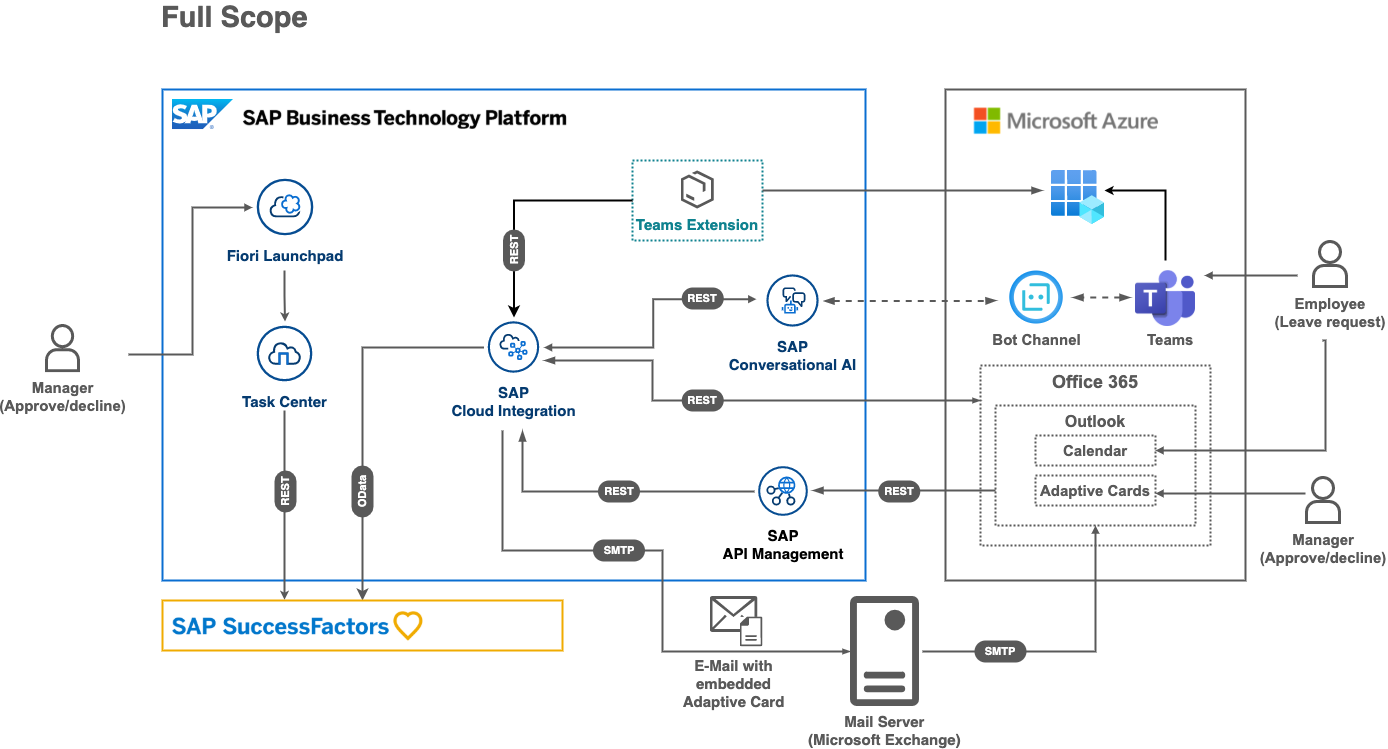 Full Scope
SAP
SAP Business Technology Platform
Microsoft Azure
Teams Extension
REST
Fiori Launchpad
REST
SAP
Conversational AI
Bot Channel
Teams
Employee
(Leave request)
Manager
(Approve/decline)
Task Center
SAP
Cloud Integration
REST
Office 365
Outlook
Calendar
Adaptive Cards
REST
OData
REST
REST
SAP
API Management
Manager
(Approve/decline)
SMTP
SAP SuccessFactors
E-Mail with
embedded
Adaptive Card
SMTP
Mail Server
(Microsoft Exchange)